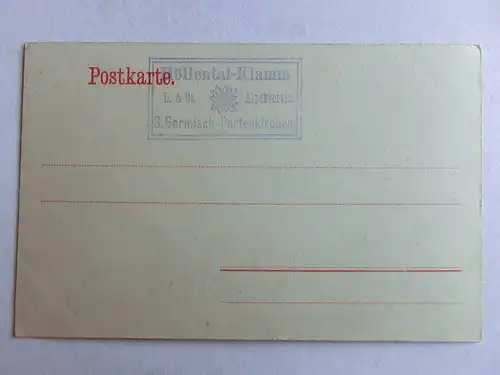 Postkarte.
Höllental-Klamm
D. & Oe. Alpenverein
S. Garmisch-Partenkirchen